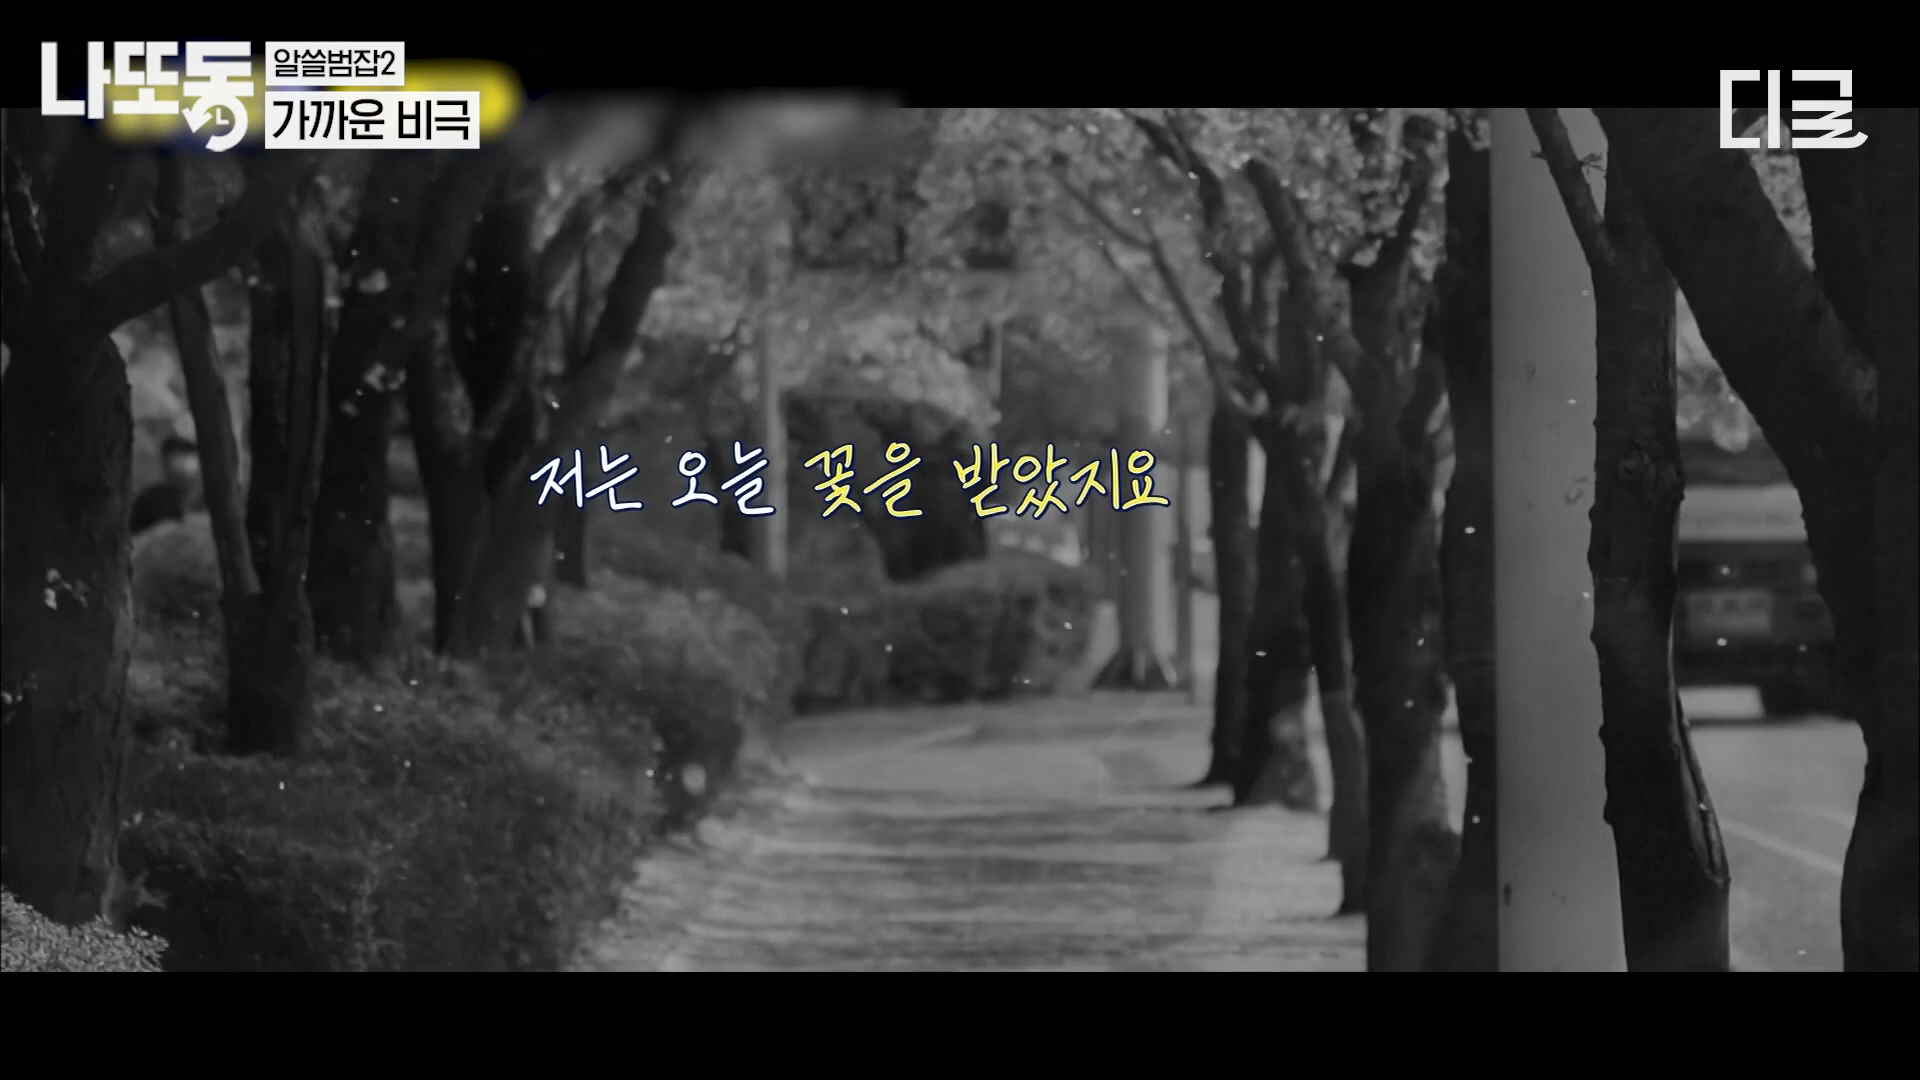 나또동
알쓸범잡2
가까운 비극
디글
저는 오늘 꽃을 받았지요